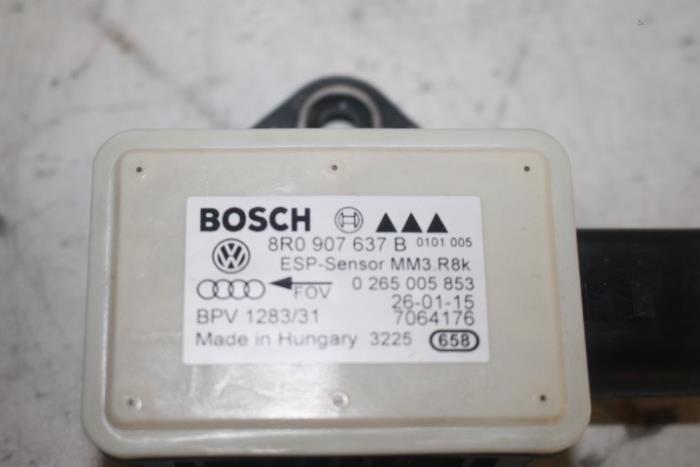 BOSCH
8R0 907 637 B 0101 005
ESP-Sensor MM3.R8k
FOV 0 265 005 853
26-01-15
BPV 1283/31 7064176
Made in Hungary 3225 658